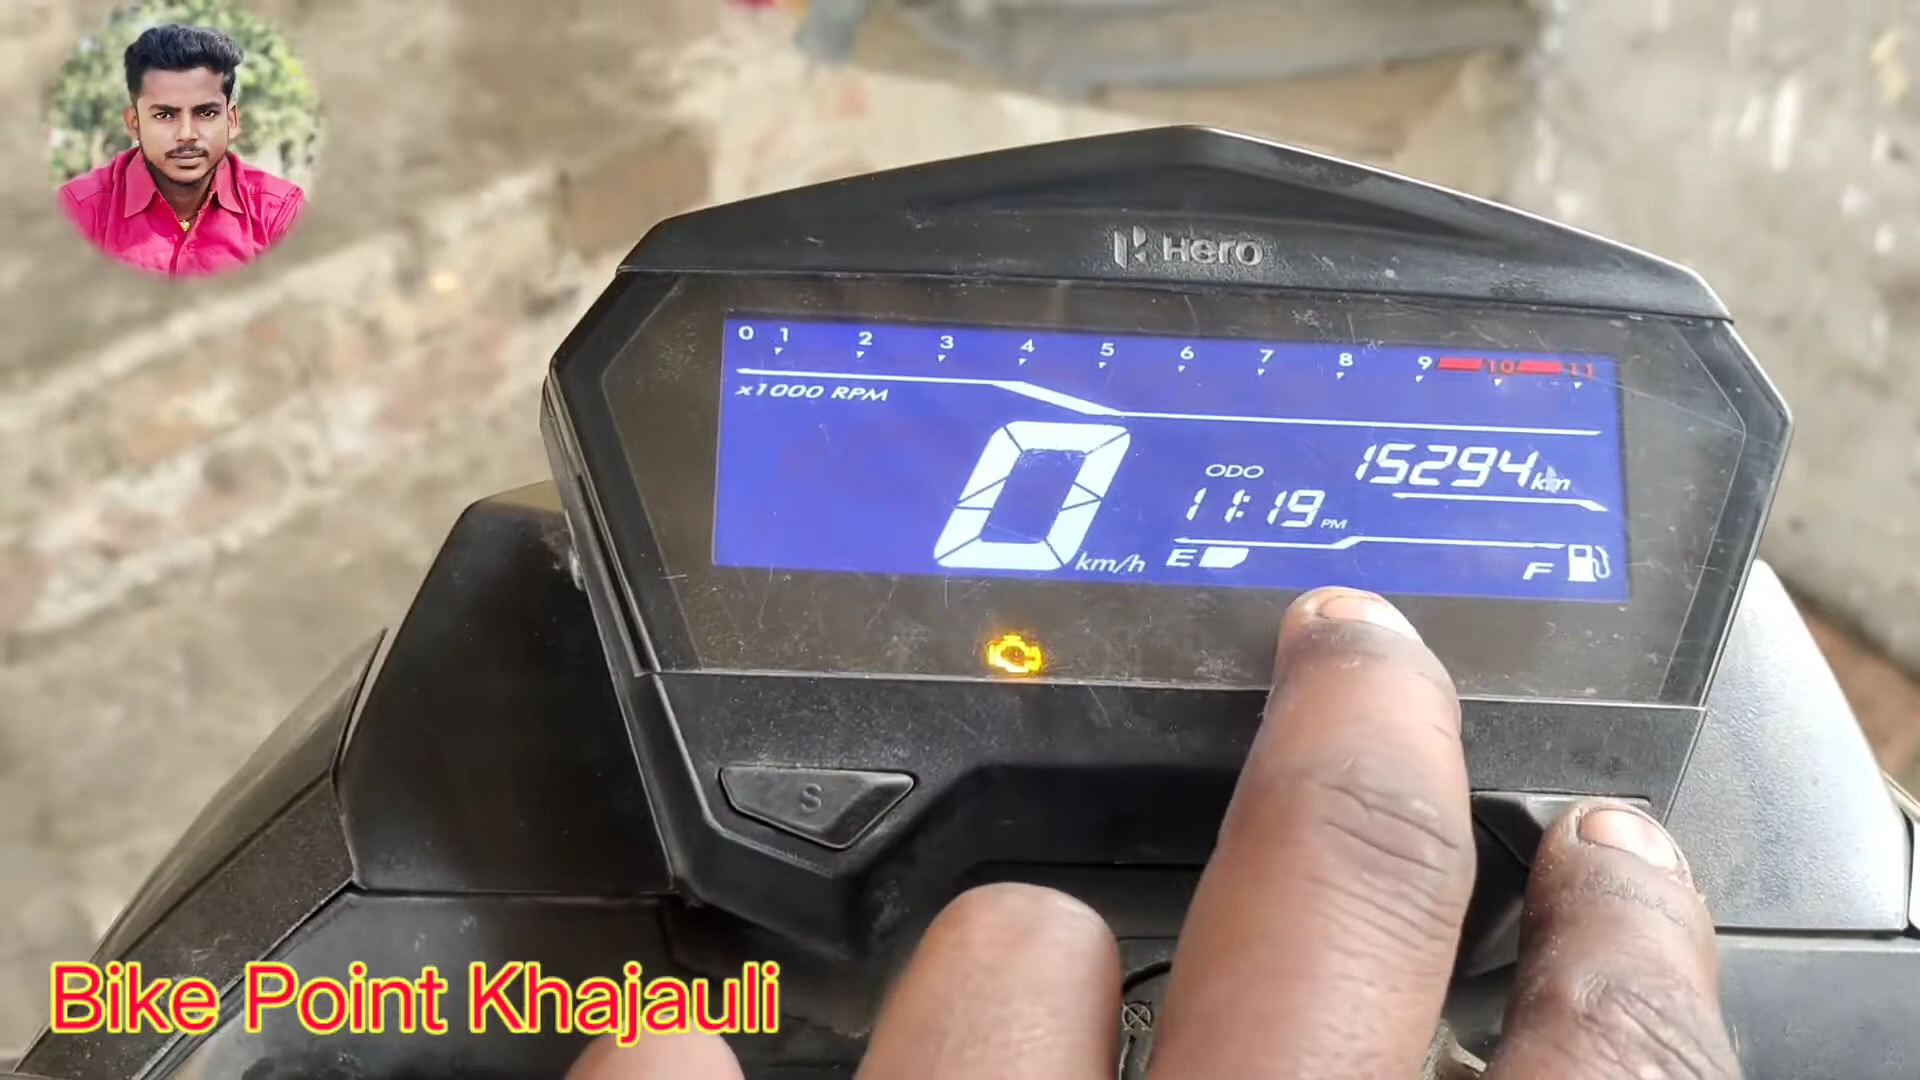 Hero
0 1 2 3 4 5 6 7 8 9 10 11
x1000 RPM
0 km/h
ODO 15294 km
11:19 PM
E F
S
Bike Point Khajauli